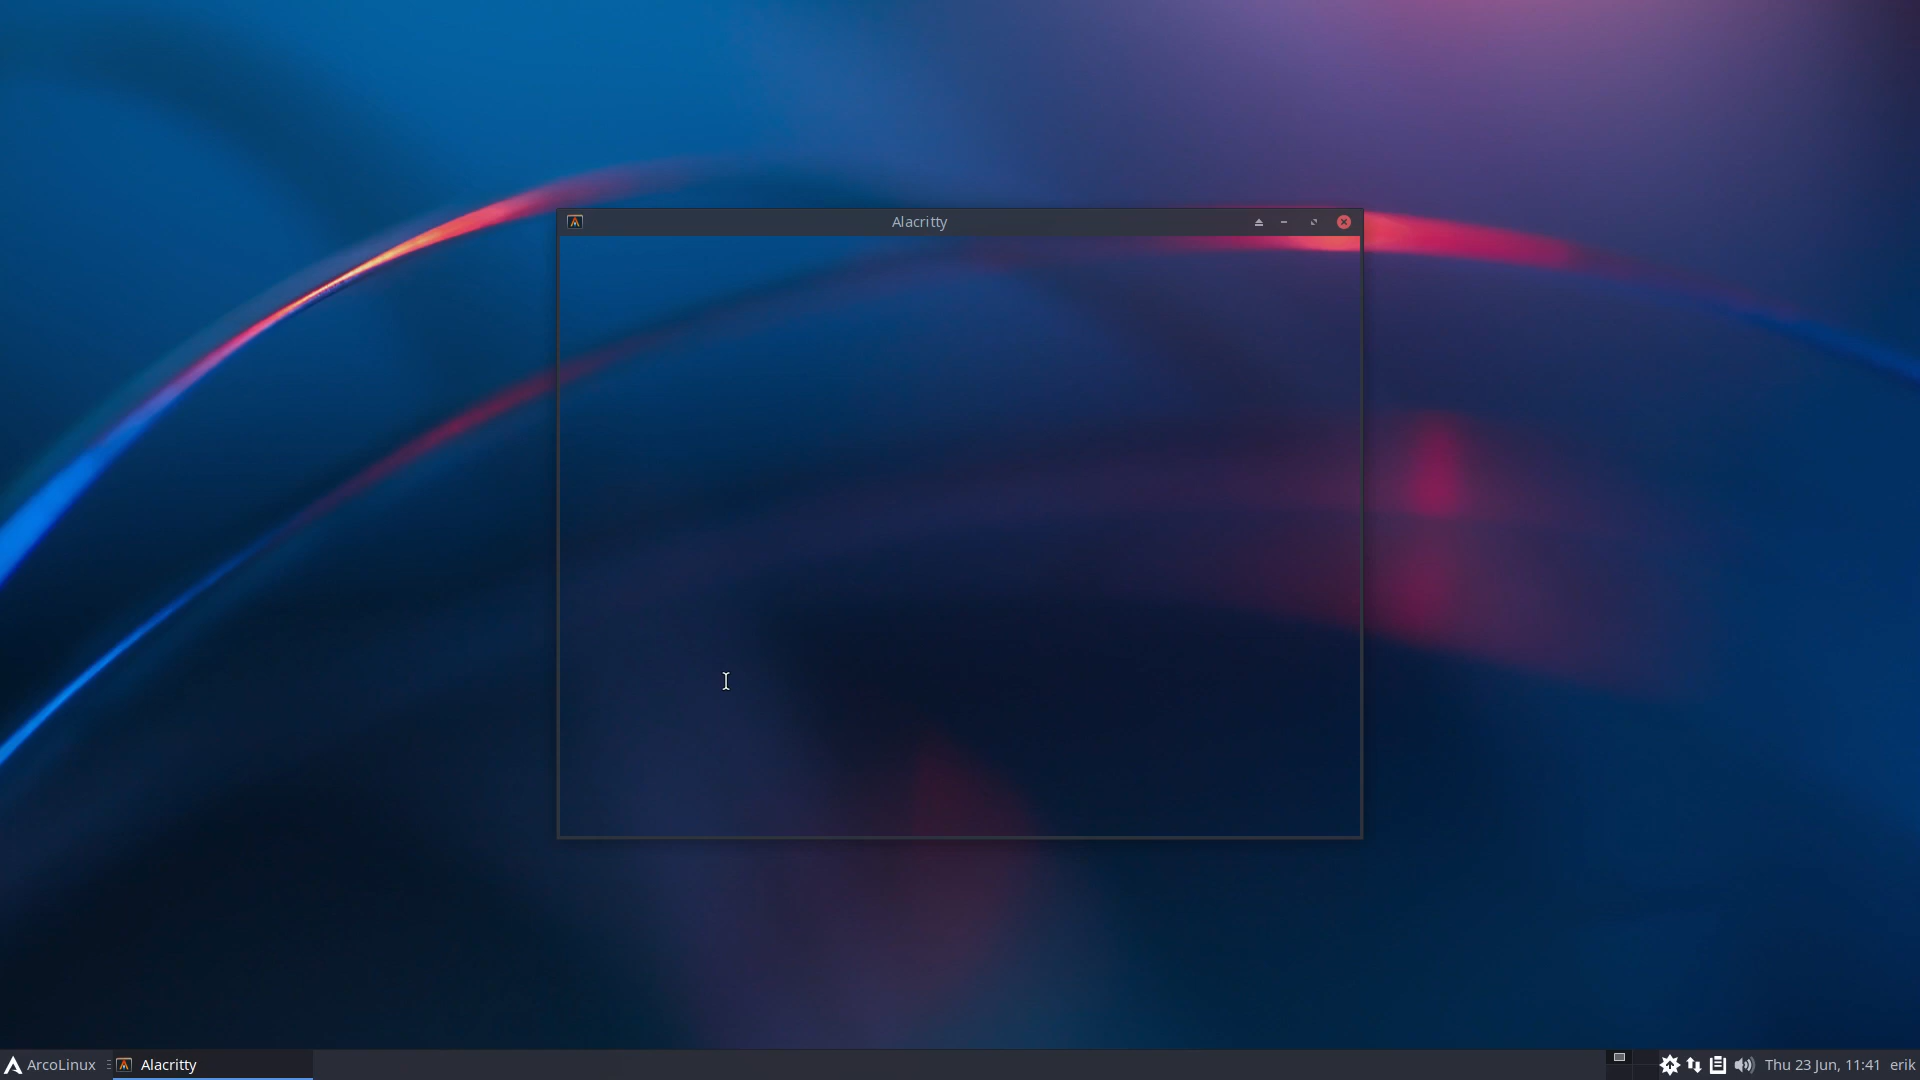 Alacritty
ArcoLinux
Alacritty
Thu 23 Jun, 11:41
erik